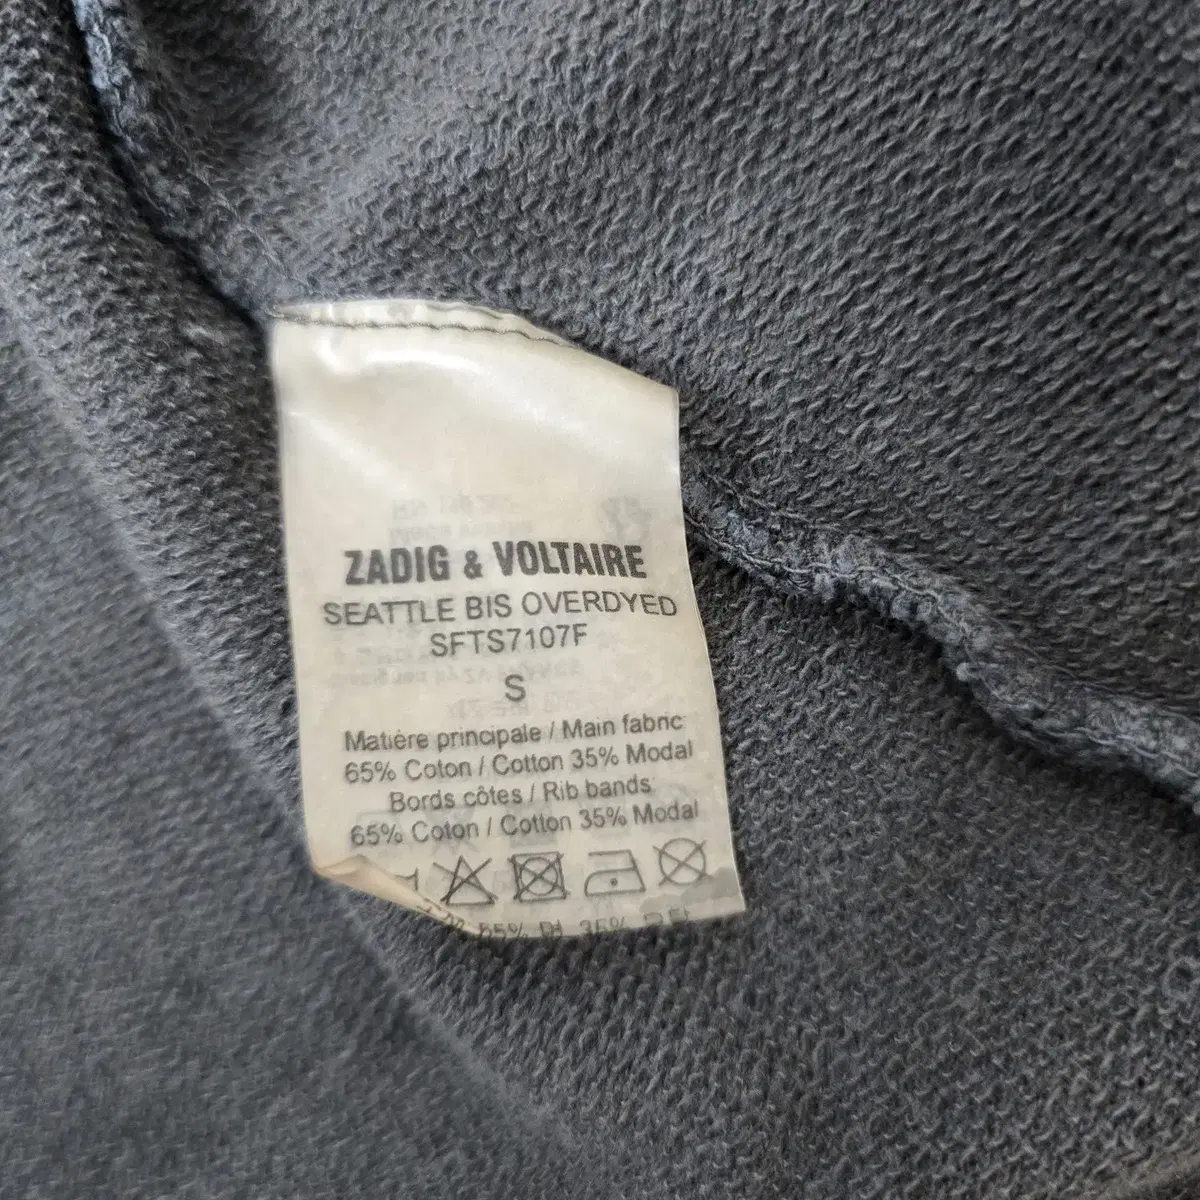 ZADIG & VOLTAIRE
SEATTLE BIS OVERDYED
SFTS7107F
S
Matière principale / Main fabric:
65% Coton / Cotton 35% Modal
Bords côtes / Rib bands:
65% Coton / Cotton 35% Modal